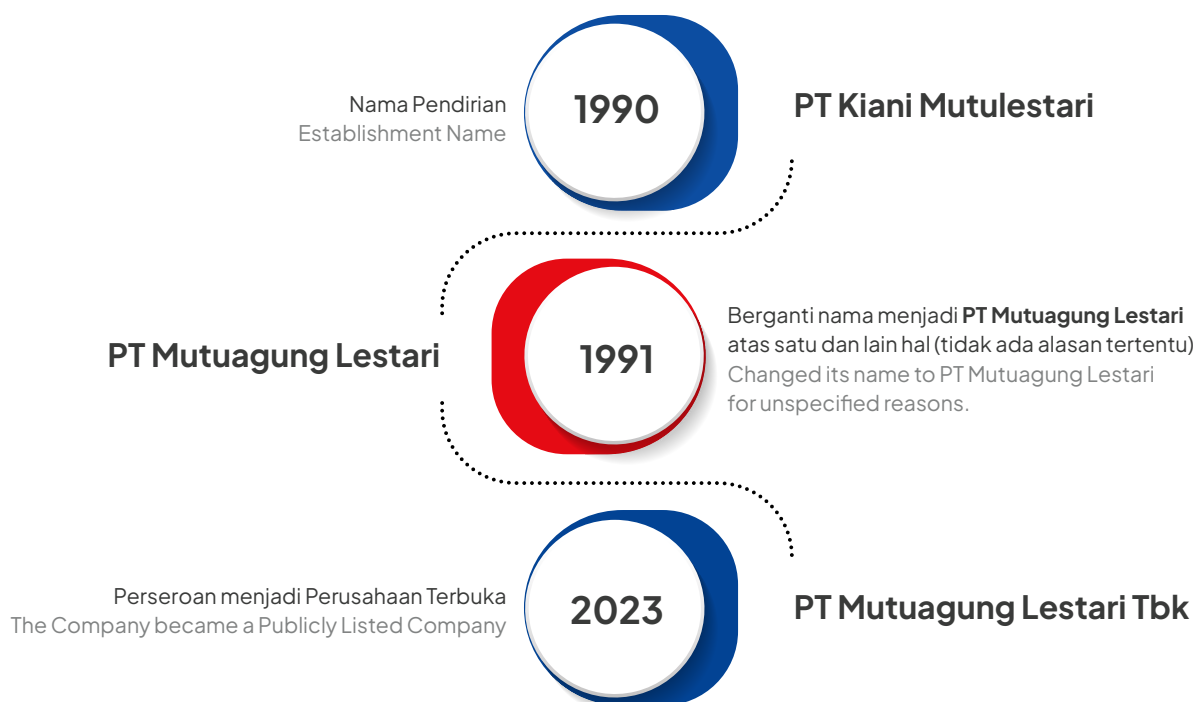 Nama Pendirian
Establishment Name
1990
PT Kiani Mutulestari
PT Mutuagung Lestari
1991
Berganti nama menjadi PT Mutuagung Lestari
atas satu dan lain hal (tidak ada alasan tertentu)
Changed its name to PT Mutuagung Lestari
for unspecified reasons.
Perseroan menjadi Perusahaan Terbuka
The Company became a Publicly Listed Company
2023
PT Mutuagung Lestari Tbk